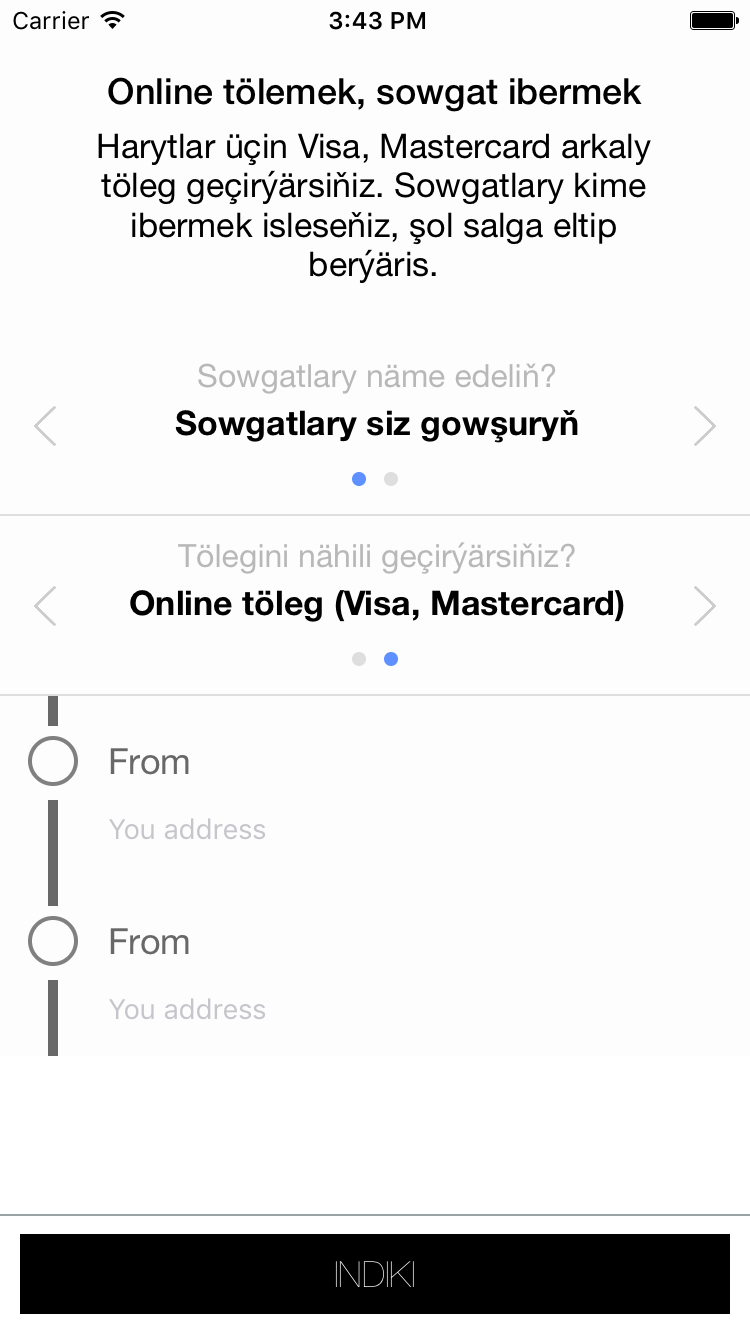 Carrier 3:43 PM
Online tölemek, sowgat ibermek
Harytlar üçin Visa, Mastercard arkaly
töleg geçirýärsiňiz. Sowgatlary kime
ibermek isleseňiz, şol salga eltip
berýäris.
Sowgatlary näme edeliň?
Sowgatlary siz gowşuryň
Tölegini nähili geçirýärsiňiz?
Online töleg (Visa, Mastercard)
From
You address
From
You address
INDIKI